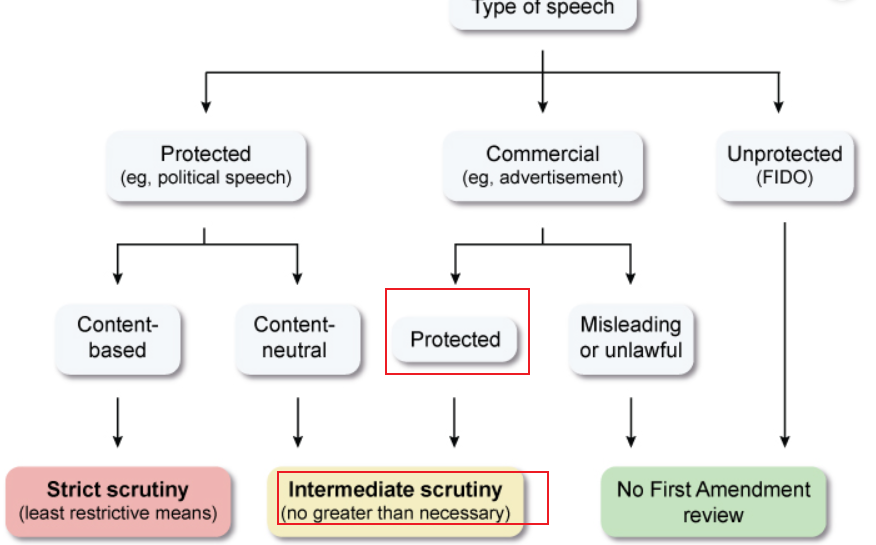 Type of speech
Protected
(eg, political speech)
Commercial
(eg, advertisement)
Unprotected
(FIDO)
Content-
based
Content-
neutral
Protected
Misleading
or unlawful
Strict scrutiny
(least restrictive means)
Intermediate scrutiny
(no greater than necessary)
No First Amendment
review